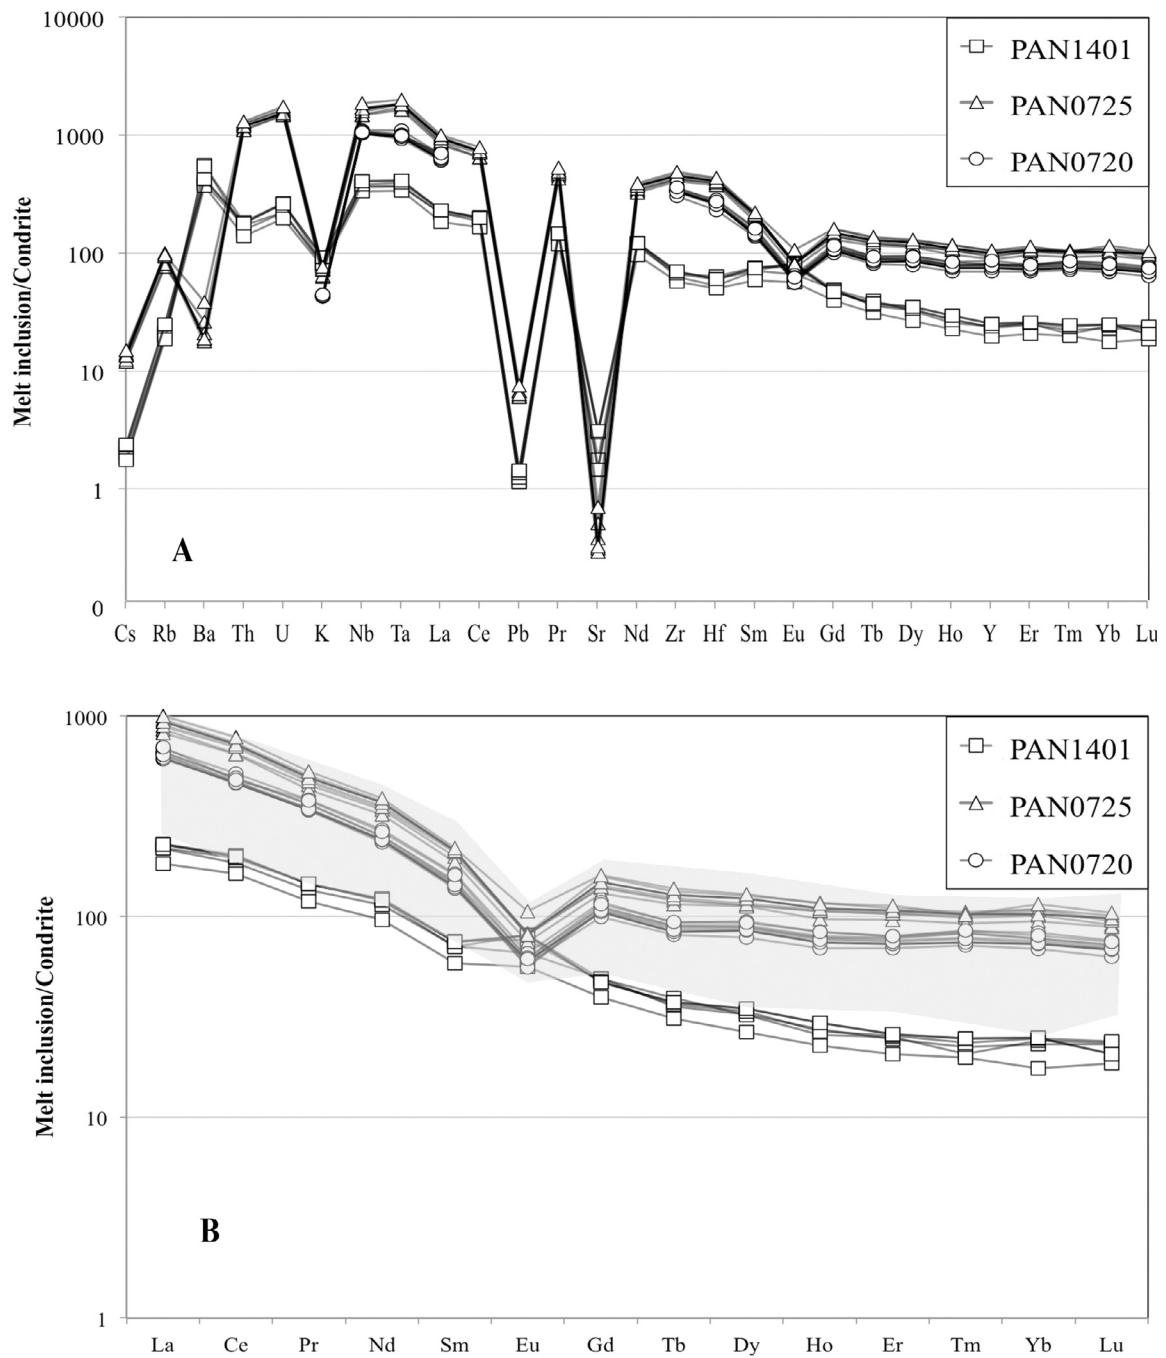 10000
1000
100
10
1
0
Melt inclusion/Condrite
PAN1401
PAN0725
PAN0720
A
Cs Rb Ba Th U K Nb Ta La Ce Pb Pr Sr Nd Zr Hf Sm Eu Gd Tb Dy Ho Y Er Tm Yb Lu
1000
100
10
1
Melt inclusion/Condrite
PAN1401
PAN0725
PAN0720
B
La Ce Pr Nd Sm Eu Gd Tb Dy Ho Er Tm Yb Lu